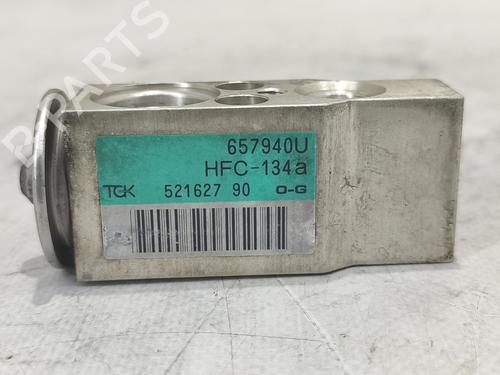 B-PARTS
657940U
HFC-134a
TGK 521627 90 O-G